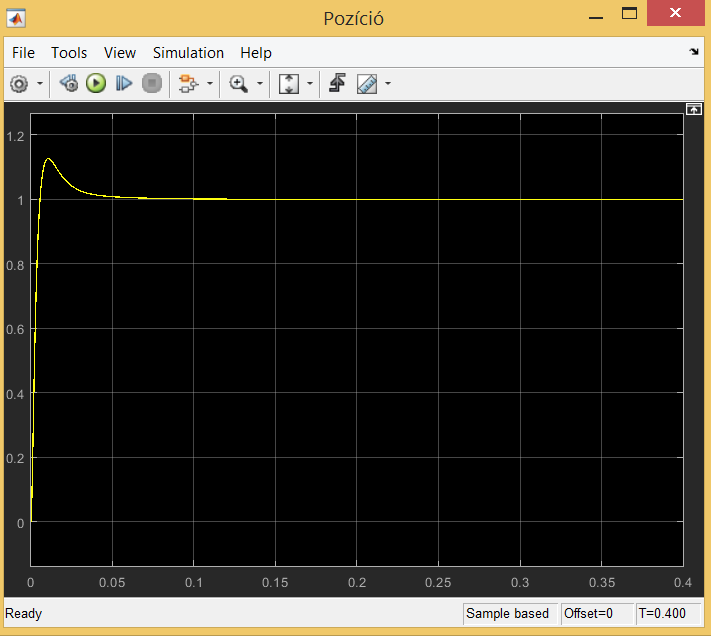 Pozíció
File Tools View Simulation Help
1.2
1
0.8
0.6
0.4
0.2
0
0 0.05 0.1 0.15 0.2 0.25 0.3 0.35 0.4
Ready Sample based Offset=0 T=0.400